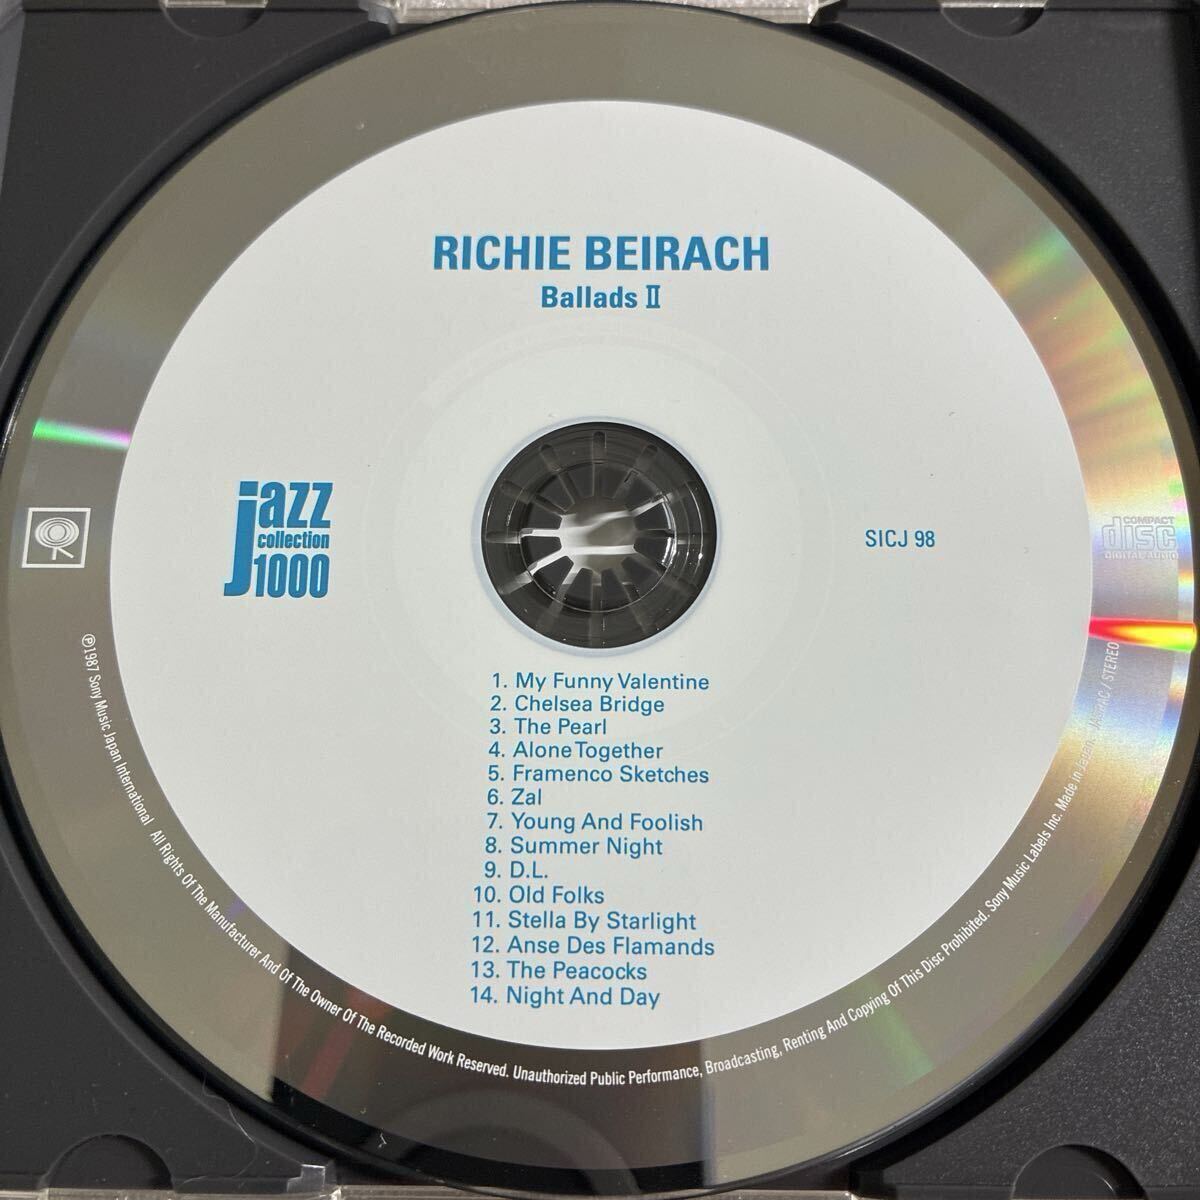 RICHIE BEIRACH
Ballads Ⅱ
jazz
collection
1000
SICJ 98
COMPACT
disc
DIGITAL AUDIO
1. My Funny Valentine
2. Chelsea Bridge
3. The Pearl
4. Alone Together
5. Framenco Sketches
6. Zal
7. Young And Foolish
8. Summer Night
9. D.L.
10. Old Folks
11. Stella By Starlight
12. Anse Des Flamands
13. The Peacocks
14. Night And Day
℗1987 Sony Music Japan International All Rights Of The Manufacturer And Of The Owner Of The Recorded Work Reserved. Unauthorized Public Performance, Broadcasting, Renting And Copying Of This Disc Prohibited. Sony Music Labels Inc. Made in Japan JASRAC / STEREO